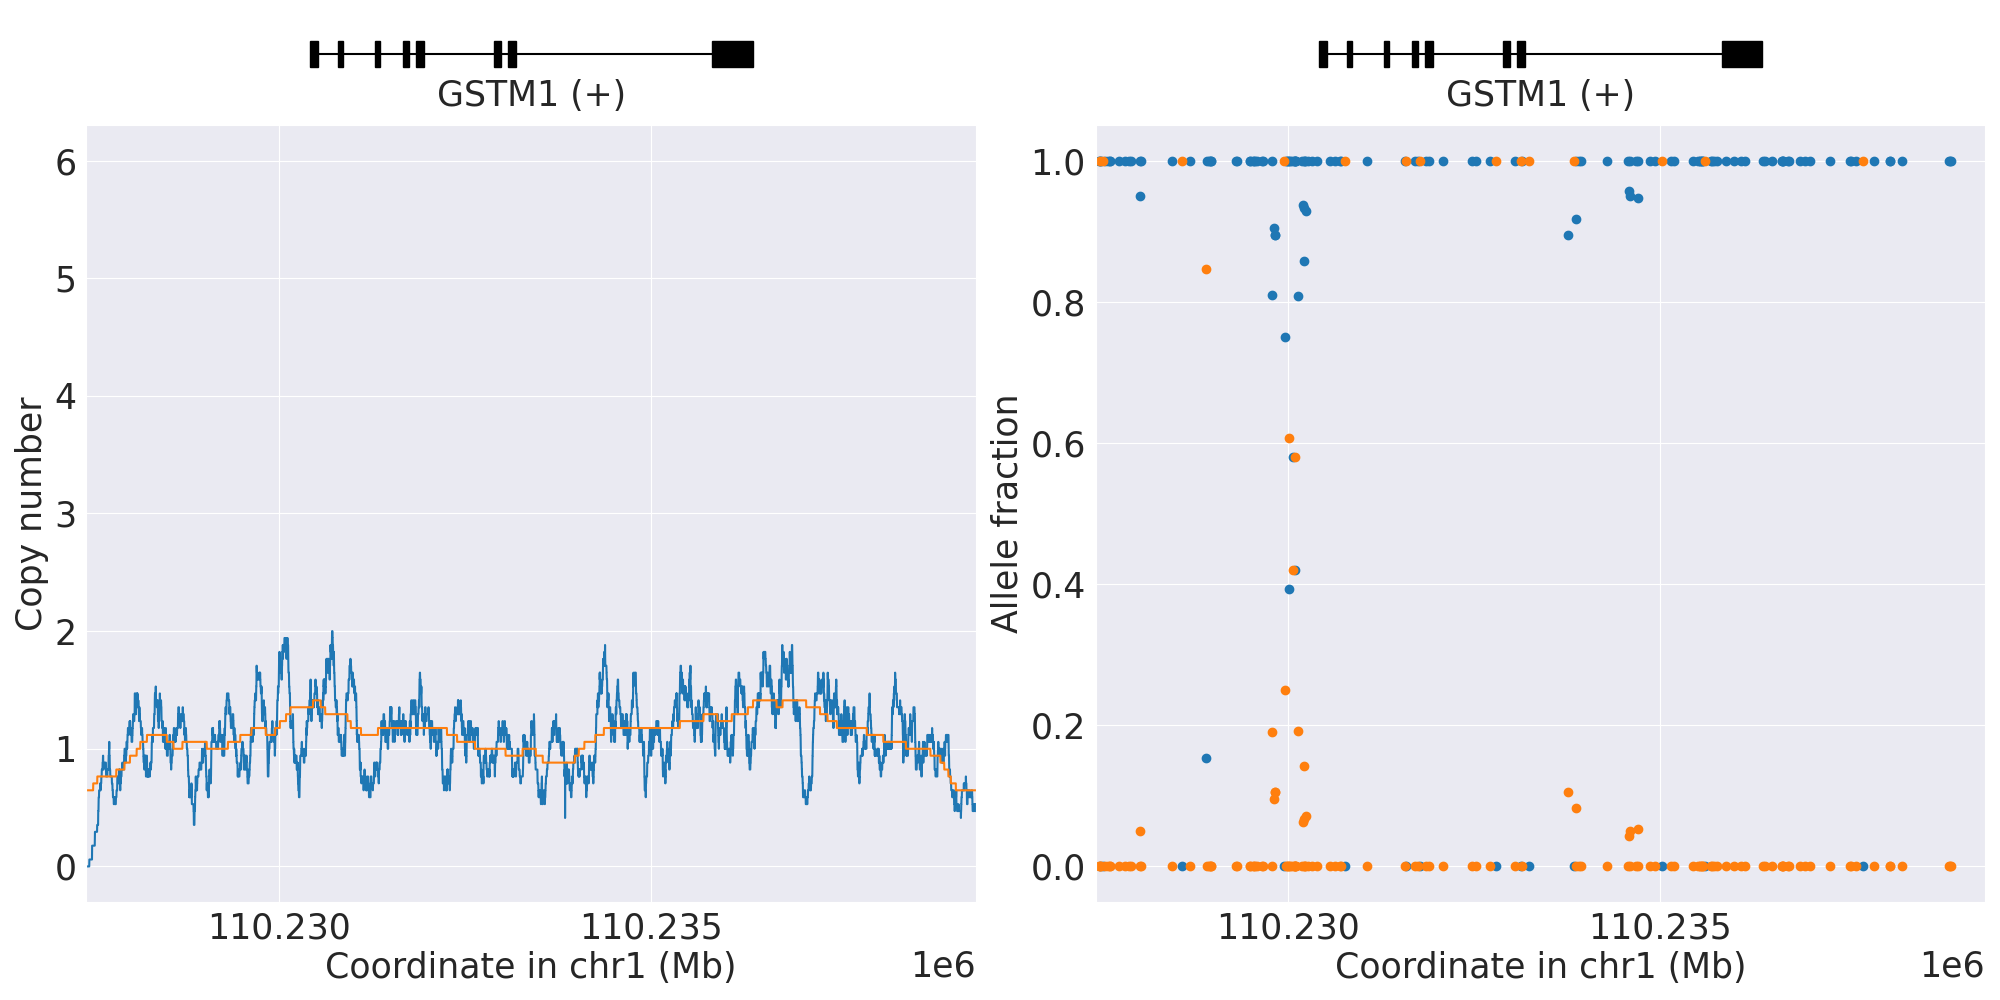 GSTM1 (+)
6
5
4
3
2
1
0
Copy number
110.230
110.235
Coordinate in chr1 (Mb)
1e6
GSTM1 (+)
1.0
0.8
0.6
0.4
0.2
0.0
Allele fraction
110.230
110.235
Coordinate in chr1 (Mb)
1e6